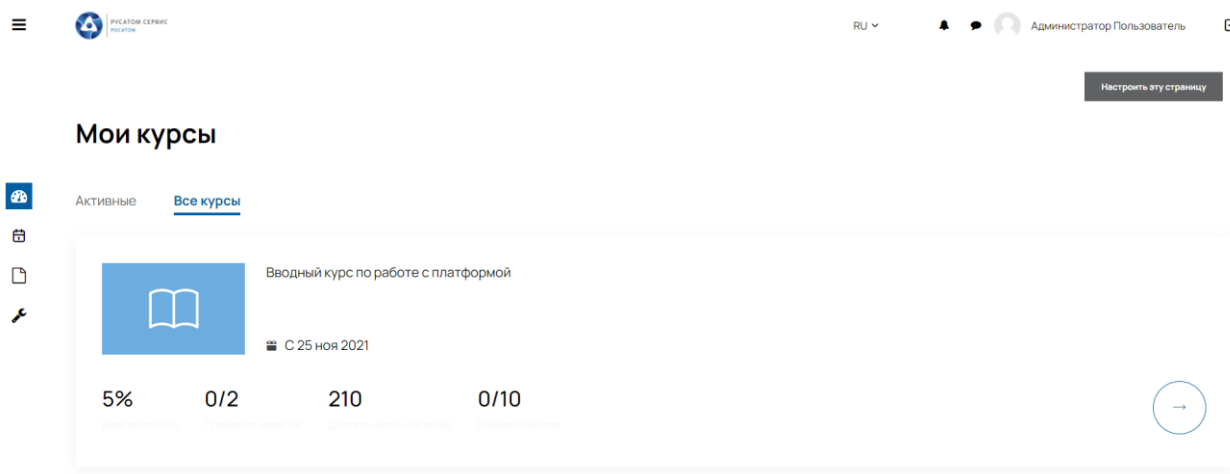 РУСАТОМ СЕРВИС
РОСАТОМ
RU
Администратор Пользователь
Настроить эту страницу
Мои курсы
Активные Все курсы
Вводный курс по работе с платформой
С 25 ноя 2021
5% 0/2 210 0/10